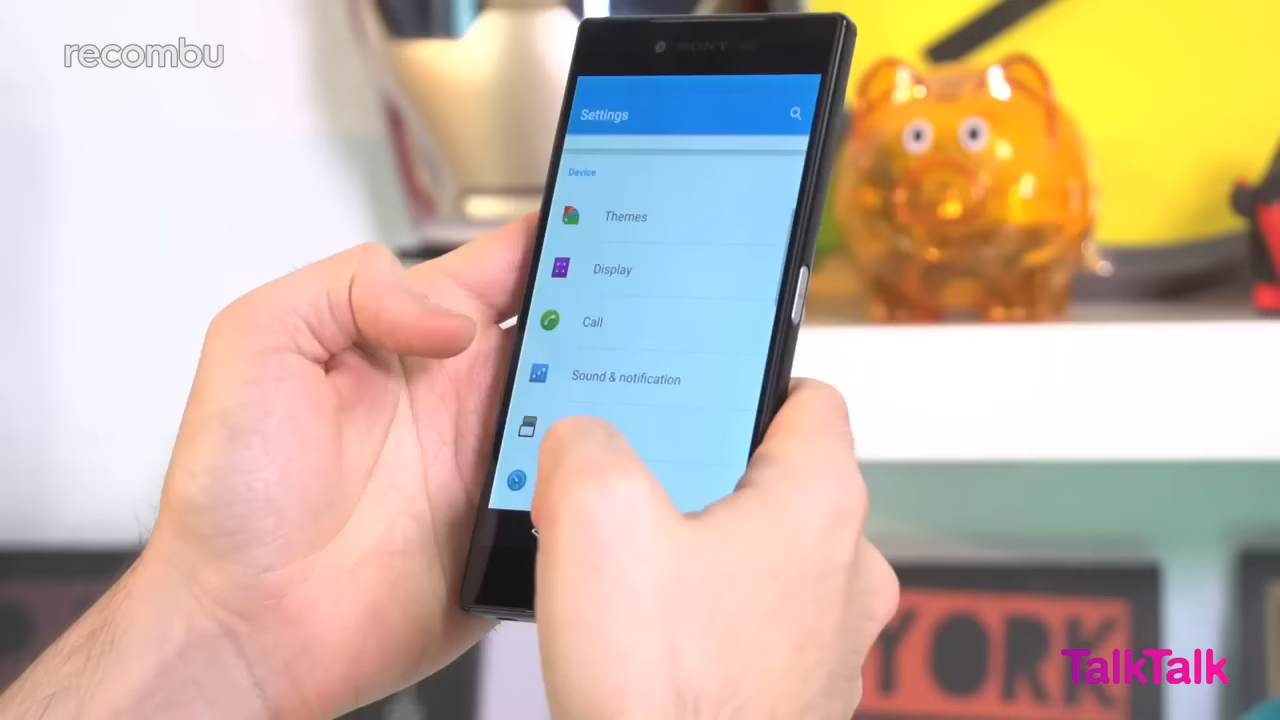 recombu
SONY
Settings
Device
Themes
Display
Call
Sound & notification
YORK
TalkTalk